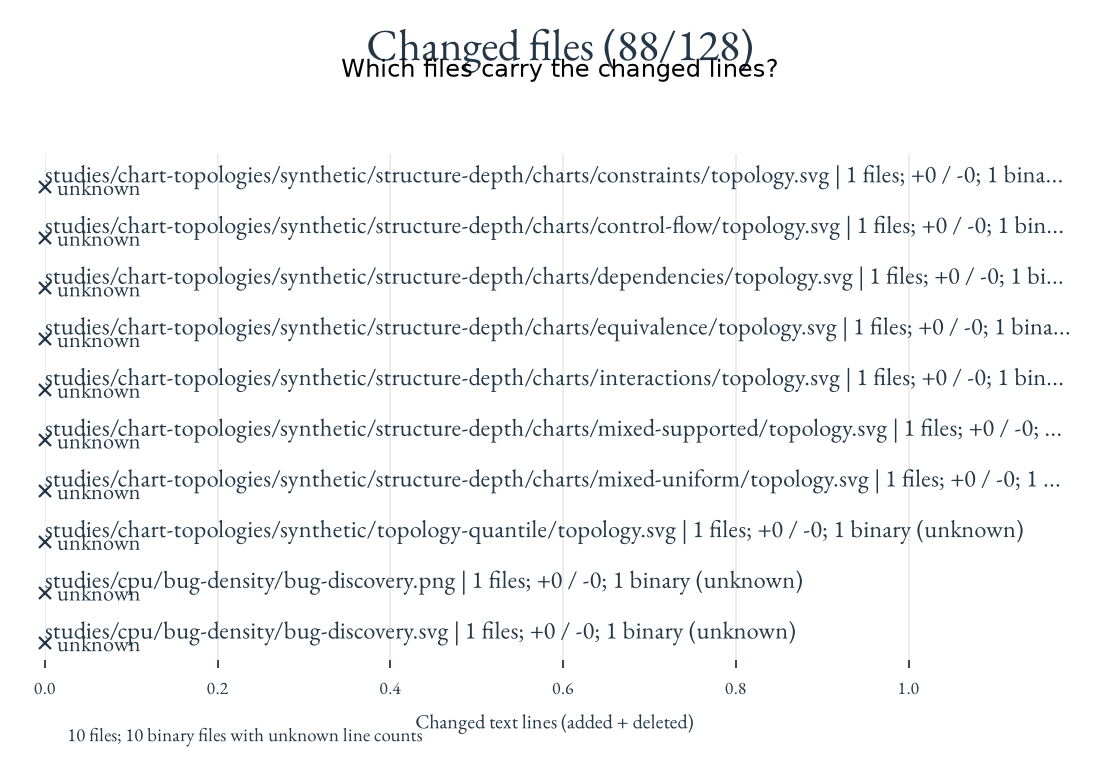 Changed files (88/128)
Which files carry the changed lines?
studies/chart-topologies/synthetic/structure-depth/charts/constraints/topology.svg | 1 files; +0 / -0; 1 bina...
unknown
studies/chart-topologies/synthetic/structure-depth/charts/control-flow/topology.svg | 1 files; +0 / -0; 1 bin...
unknown
studies/chart-topologies/synthetic/structure-depth/charts/dependencies/topology.svg | 1 files; +0 / -0; 1 bi...
unknown
studies/chart-topologies/synthetic/structure-depth/charts/equivalence/topology.svg | 1 files; +0 / -0; 1 bina...
unknown
studies/chart-topologies/synthetic/structure-depth/charts/interactions/topology.svg | 1 files; +0 / -0; 1 bin...
unknown
studies/chart-topologies/synthetic/structure-depth/charts/mixed-supported/topology.svg | 1 files; +0 / -0; ...
unknown
studies/chart-topologies/synthetic/structure-depth/charts/mixed-uniform/topology.svg | 1 files; +0 / -0; 1 ...
unknown
studies/chart-topologies/synthetic/topology-quantile/topology.svg | 1 files; +0 / -0; 1 binary (unknown)
unknown
studies/cpu/bug-density/bug-discovery.png | 1 files; +0 / -0; 1 binary (unknown)
unknown
studies/cpu/bug-density/bug-discovery.svg | 1 files; +0 / -0; 1 binary (unknown)
unknown
0.0 0.2 0.4 0.6 0.8 1.0
Changed text lines (added + deleted)
10 files; 10 binary files with unknown line counts